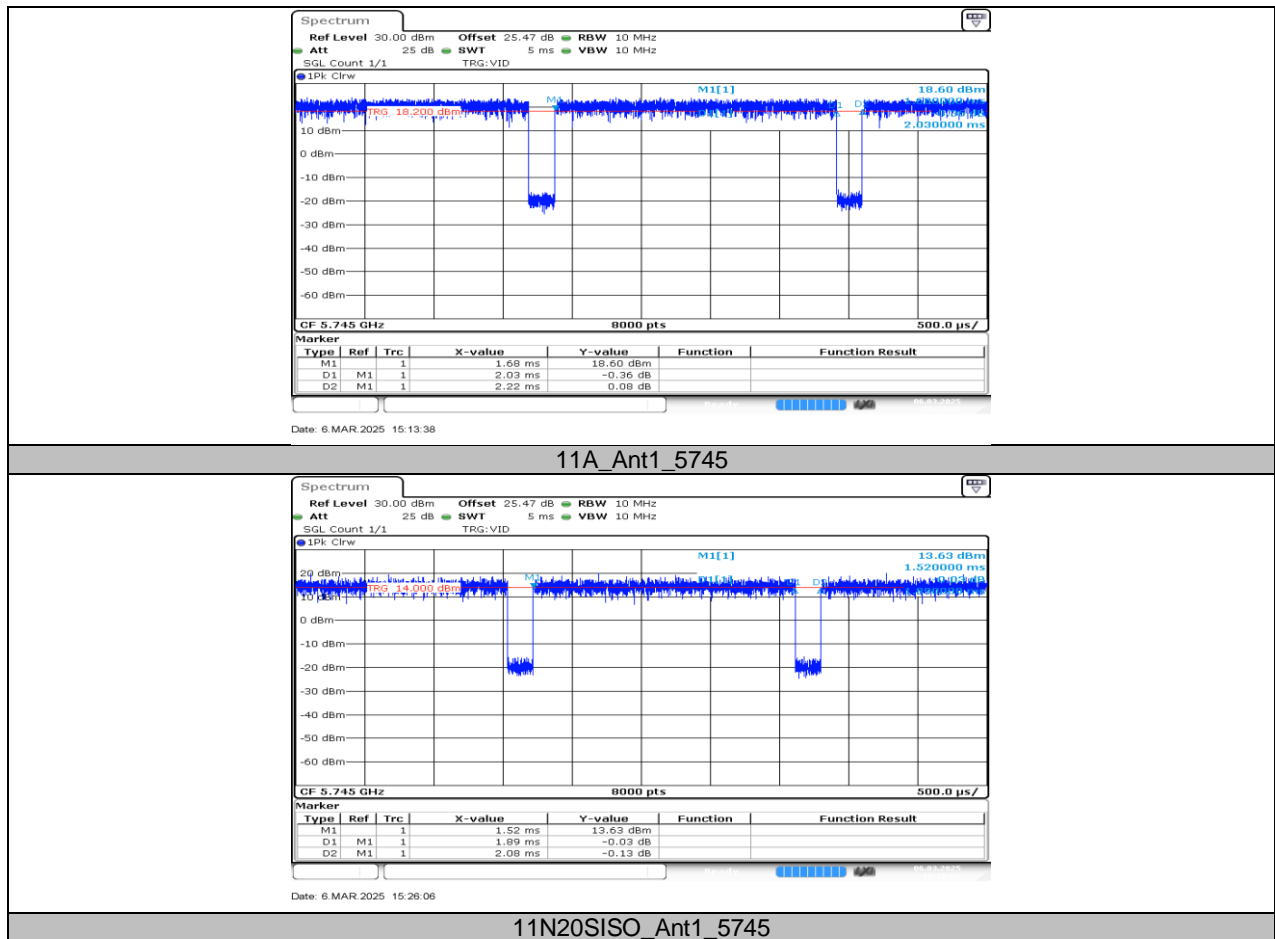 Spectrum
Ref Level 30.00 dBm Offset 25.47 dB RBW 10 MHz
Att 25 dB SWT 5 ms VBW 10 MHz
SGL Count 1/1 TRG:VID
1Pk Clrw
M1[1] 18.60 dBm
TRG 18.200 dBm
2.030000 ms
10 dBm
0 dBm
-10 dBm
-20 dBm
-30 dBm
-40 dBm
-50 dBm
-60 dBm
CF 5.745 GHz 8000 pts 500.0 µs/
Marker
Type Ref Trc X-value Y-value Function Function Result
M1 1 1.68 ms 18.60 dBm
D1 M1 1 2.03 ms -0.36 dB
D2 M1 1 2.22 ms 0.08 dB
Date: 6.MAR.2025 15:13:38
11A_Ant1_5745
Spectrum
Ref Level 30.00 dBm Offset 25.47 dB RBW 10 MHz
Att 25 dB SWT 5 ms VBW 10 MHz
SGL Count 1/1 TRG:VID
1Pk Clrw
M1[1] 13.63 dBm
1.520000 ms
20 dBm
TRG 14.000 dBm
10 dBm
0 dBm
-10 dBm
-20 dBm
-30 dBm
-40 dBm
-50 dBm
-60 dBm
CF 5.745 GHz 8000 pts 500.0 µs/
Marker
Type Ref Trc X-value Y-value Function Function Result
M1 1 1.52 ms 13.63 dBm
D1 M1 1 1.89 ms -0.03 dB
D2 M1 1 2.08 ms -0.13 dB
Date: 6.MAR.2025 15:26:06
11N20SISO_Ant1_5745